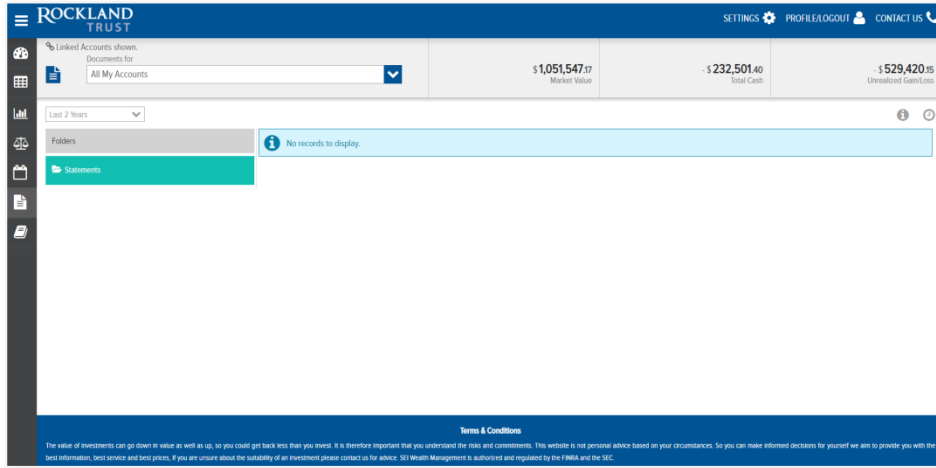 ROCKLAND
TRUST
SETTINGS
PROFILE/LOGOUT
CONTACT US
Linked Accounts shown.
Documents for
All My Accounts
$1,051,547.17
Market Value
- $232,501.40
Total Cash
- $529,420.15
Unrealized Gain/Loss
Last 2 Years
Folders
No records to display.
Statements
Terms & Conditions
The value of investments can go down in value as well as up, so you could get back less than you invest. It is therefore important that you understand the risks and commitments. This website is not personal advice based on your circumstances. So you can make informed decisions for yourself we aim to provide you with the
best information, best service and best prices, If you are unsure about the suitability of an investment please contact us for advice. SEI Wealth Management is authorized and regulated by the FINRA and the SEC.